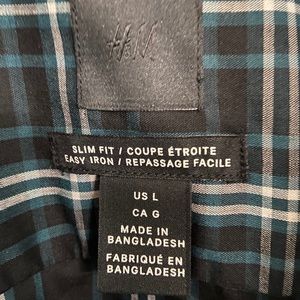 H&M
SLIM FIT / COUPE ÉTROITE
EASY IRON / REPASSAGE FACILE
US L
CA G
MADE IN
BANGLADESH
FABRIQUÉ EN
BANGLADESH